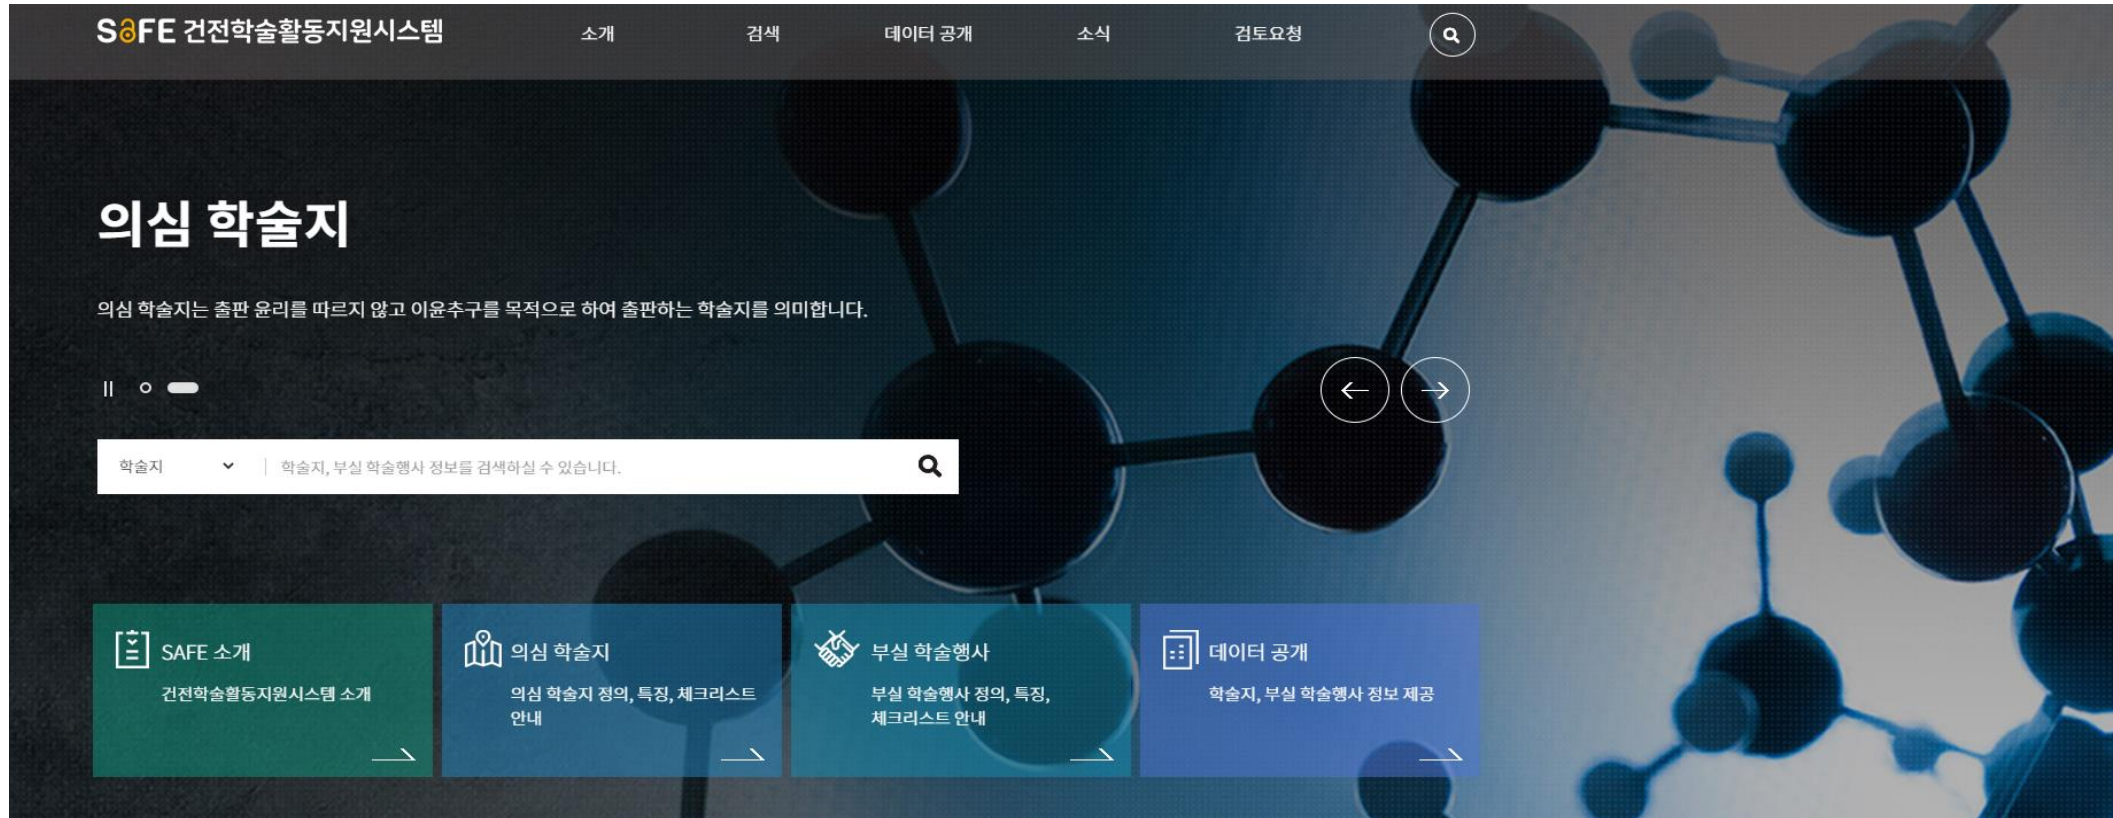 SaFE 건전학술활동지원시스템
소개
검색
데이터 공개
소식
검토요청
의심 학술지
의심 학술지는 출판 윤리를 따르지 않고 이윤추구를 목적으로 하여 출판하는 학술지를 의미합니다.
학술지
학술지, 부실 학술행사 정보를 검색하실 수 있습니다.
SAFE 소개
건전학술활동지원시스템 소개
의심 학술지
의심 학술지 정의, 특징, 체크리스트
안내
부실 학술행사
부실 학술행사 정의, 특징,
체크리스트 안내
데이터 공개
학술지, 부실 학술행사 정보 제공